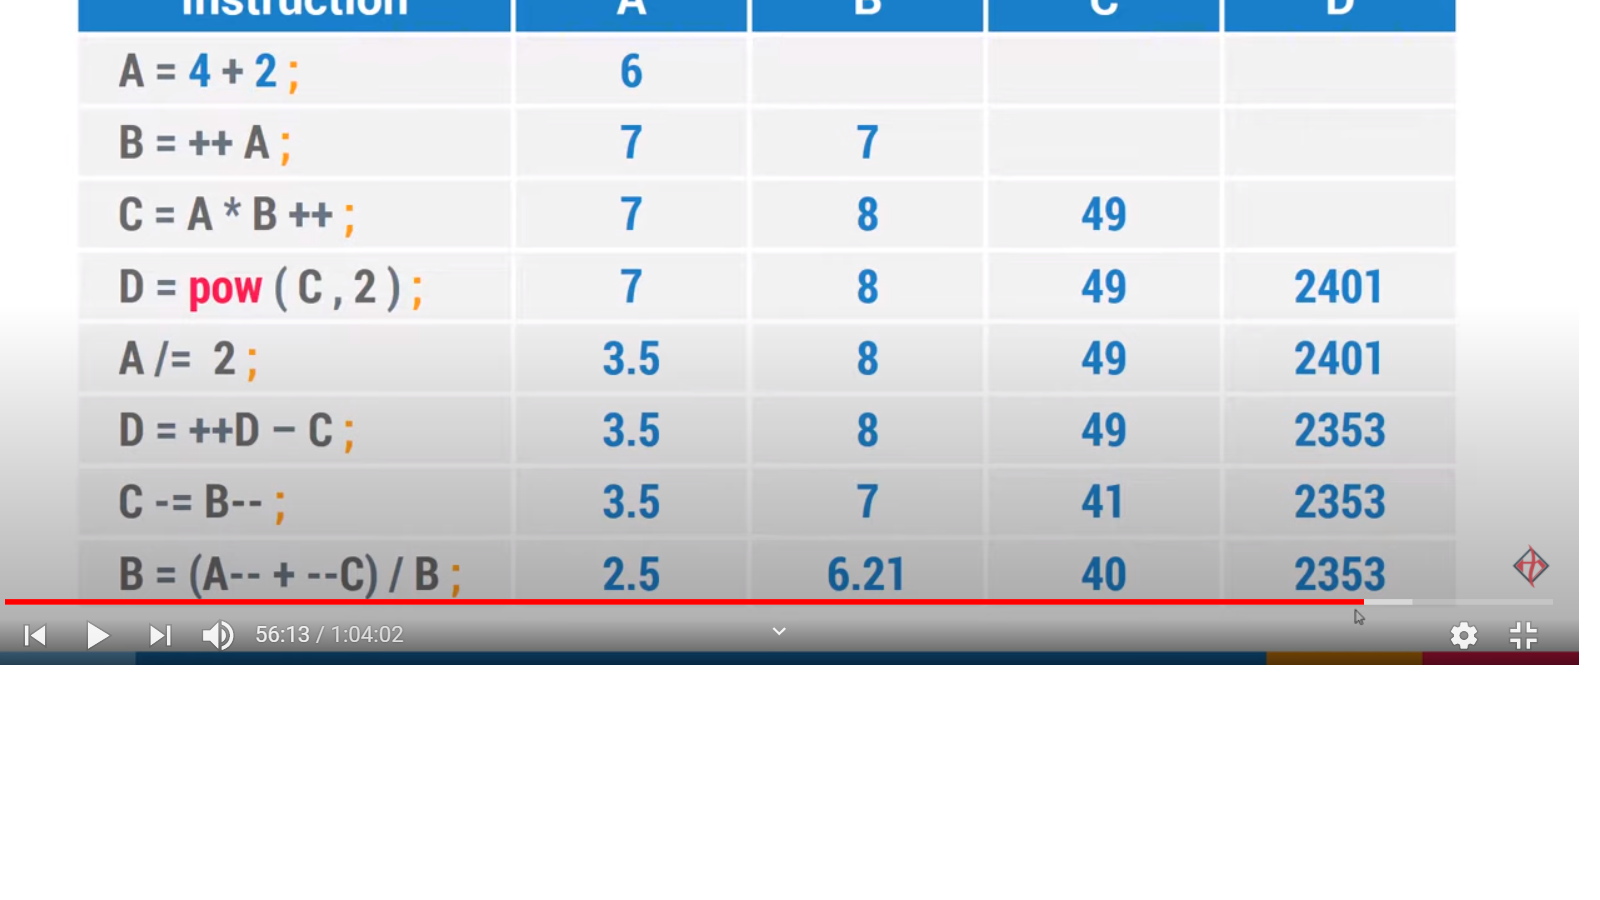 Instruction A B C D
A = 4 + 2 ; 6
B = ++ A ; 7 7
C = A * B ++ ; 7 8 49
D = pow ( C , 2 ) ; 7 8 49 2401
A /= 2 ; 3.5 8 49 2401
D = ++D – C ; 3.5 8 49 2353
C -= B-- ; 3.5 7 41 2353
B = (A-- + --C) / B ; 2.5 6.21 40 2353
56:13 / 1:04:02